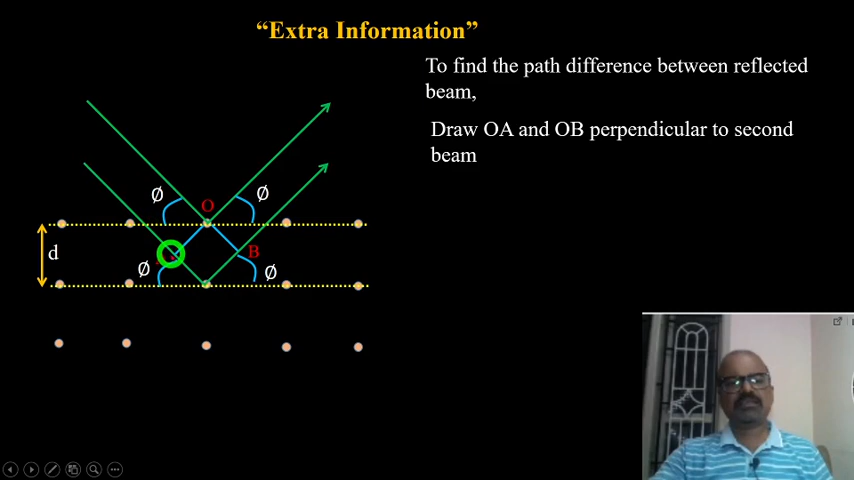 “Extra Information”
To find the path difference between reflected
beam,
Draw OA and OB perpendicular to second
beam
Ø
Ø
O
d
B
Ø
Ø